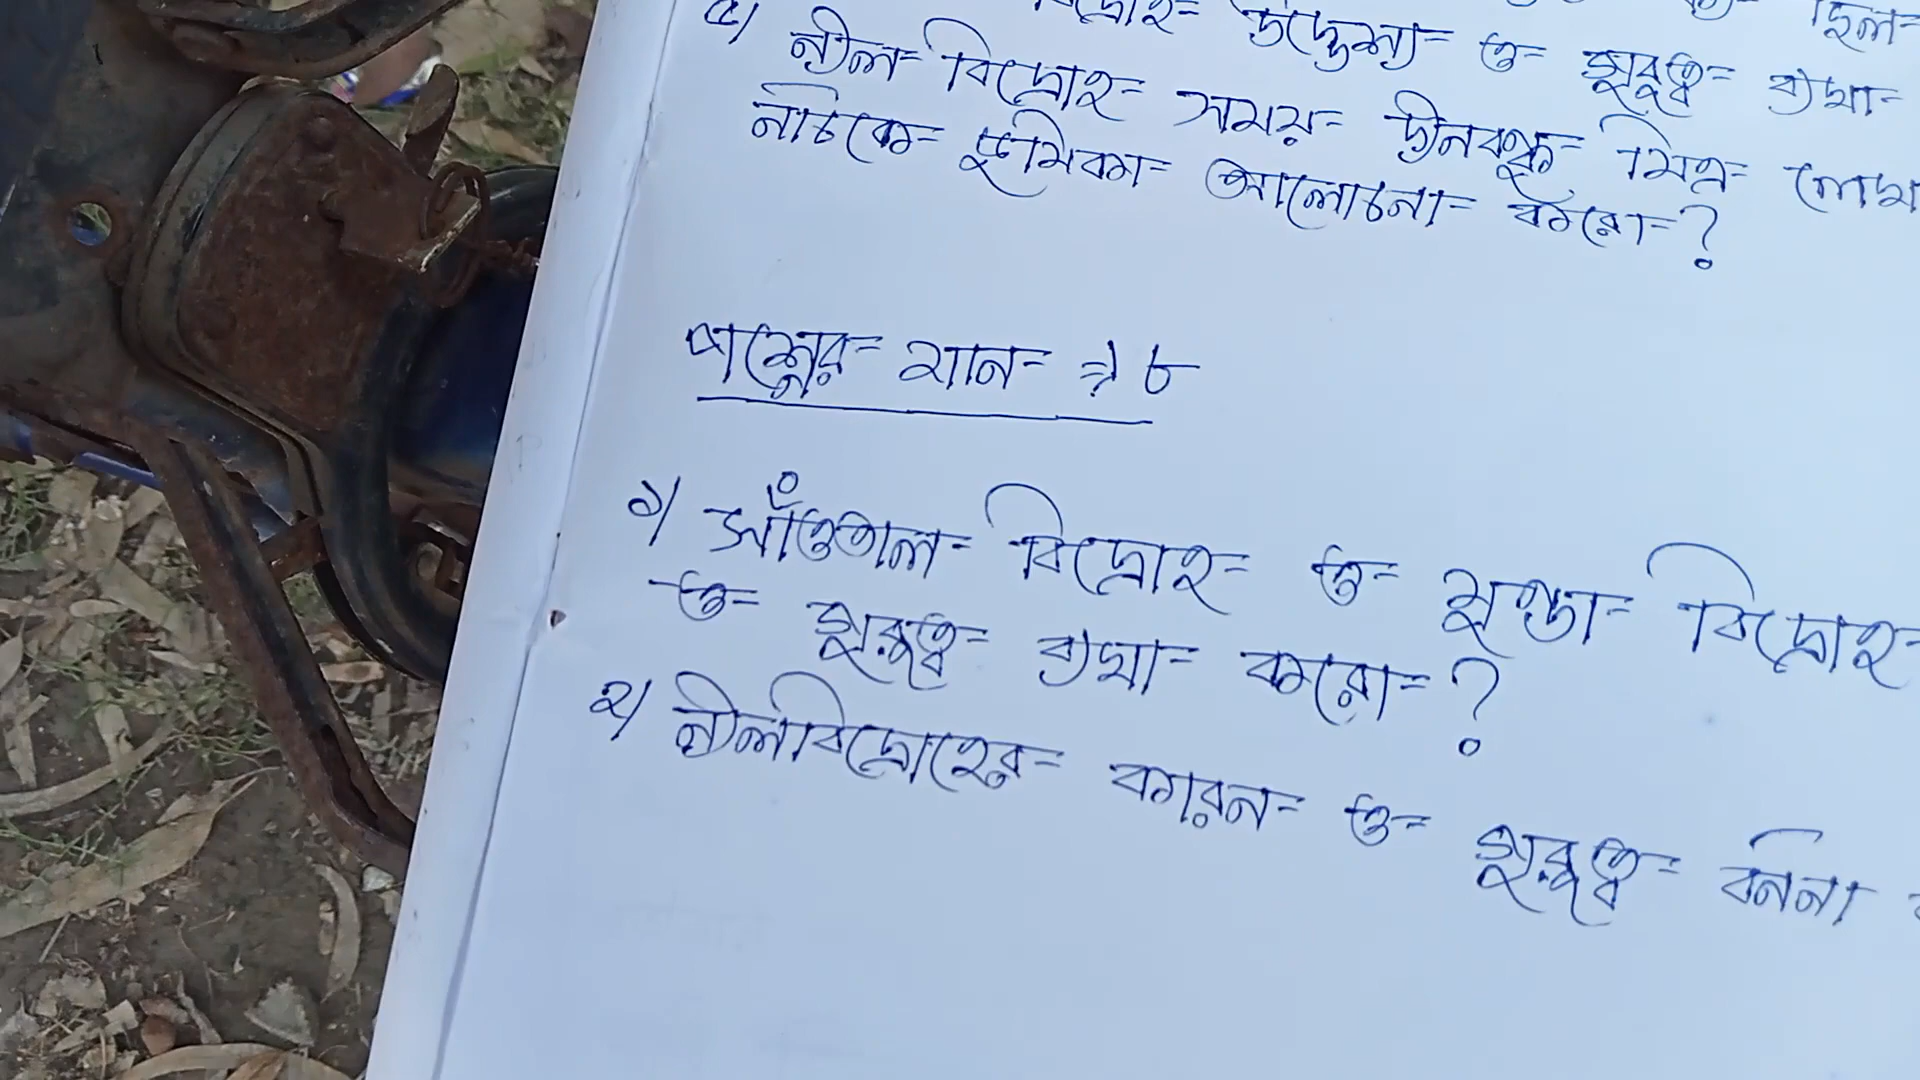 বিদ্রোহ উদ্দেশ্য ও গুরুত্ব ব্যাখা
৫) নীল বিদ্রোহ সময় দীনবন্ধু মিত্র লেখা
নাটকে ভূমিকা আলোচনা করো?
প্রশ্নের মান ⇒ ৮
১) সাঁওতাল বিদ্রোহ ও মুণ্ডা বিদ্রোহ
ও গুরুত্ব ব্যাখা করো?
২) নীলবিদ্রোহের কারন ও গুরুত্ব বর্ননা